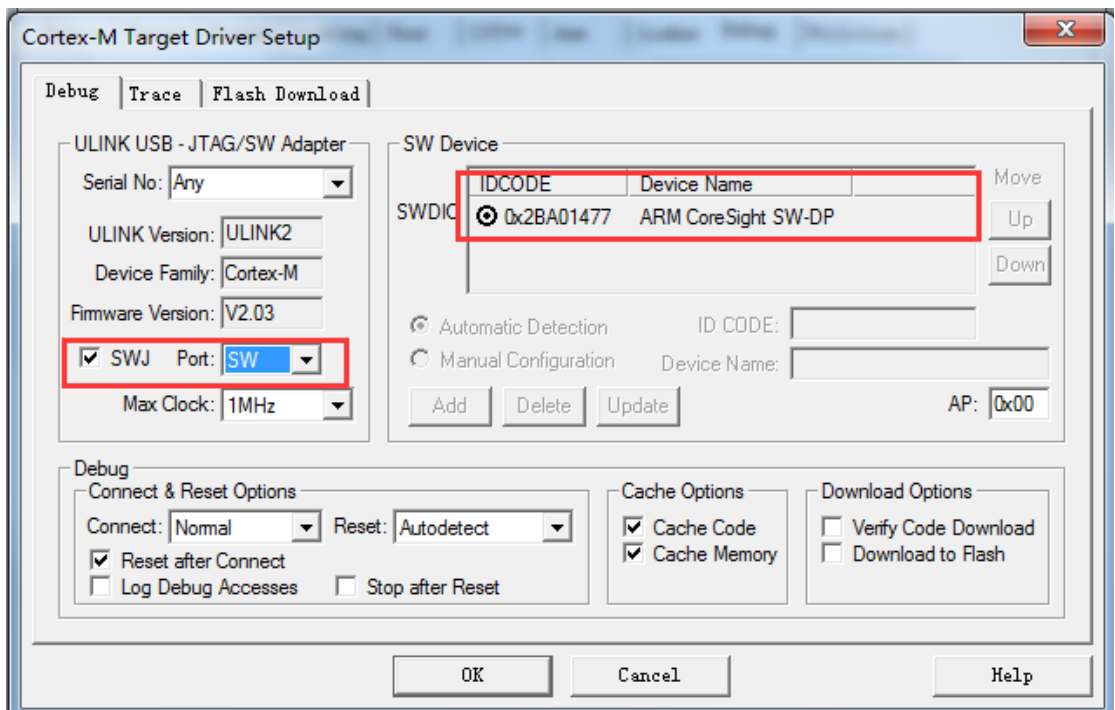 Cortex-M Target Driver Setup
Debug Trace Flash Download
ULINK USB - JTAG/SW Adapter
Serial No: Any
ULINK Version: ULINK2
Device Family: Cortex-M
Firmware Version: V2.03
SWJ Port: SW
Max Clock: 1MHz
SW Device
IDCODE Device Name
SWDIO 0x2BA01477 ARM CoreSight SW-DP
Move
Up
Down
Automatic Detection ID CODE:
Manual Configuration Device Name:
Add Delete Update AP: 0x00
Debug
Connect & Reset Options
Connect: Normal Reset: Autodetect
Reset after Connect
Log Debug Accesses Stop after Reset
Cache Options
Cache Code
Cache Memory
Download Options
Verify Code Download
Download to Flash
OK Cancel Help